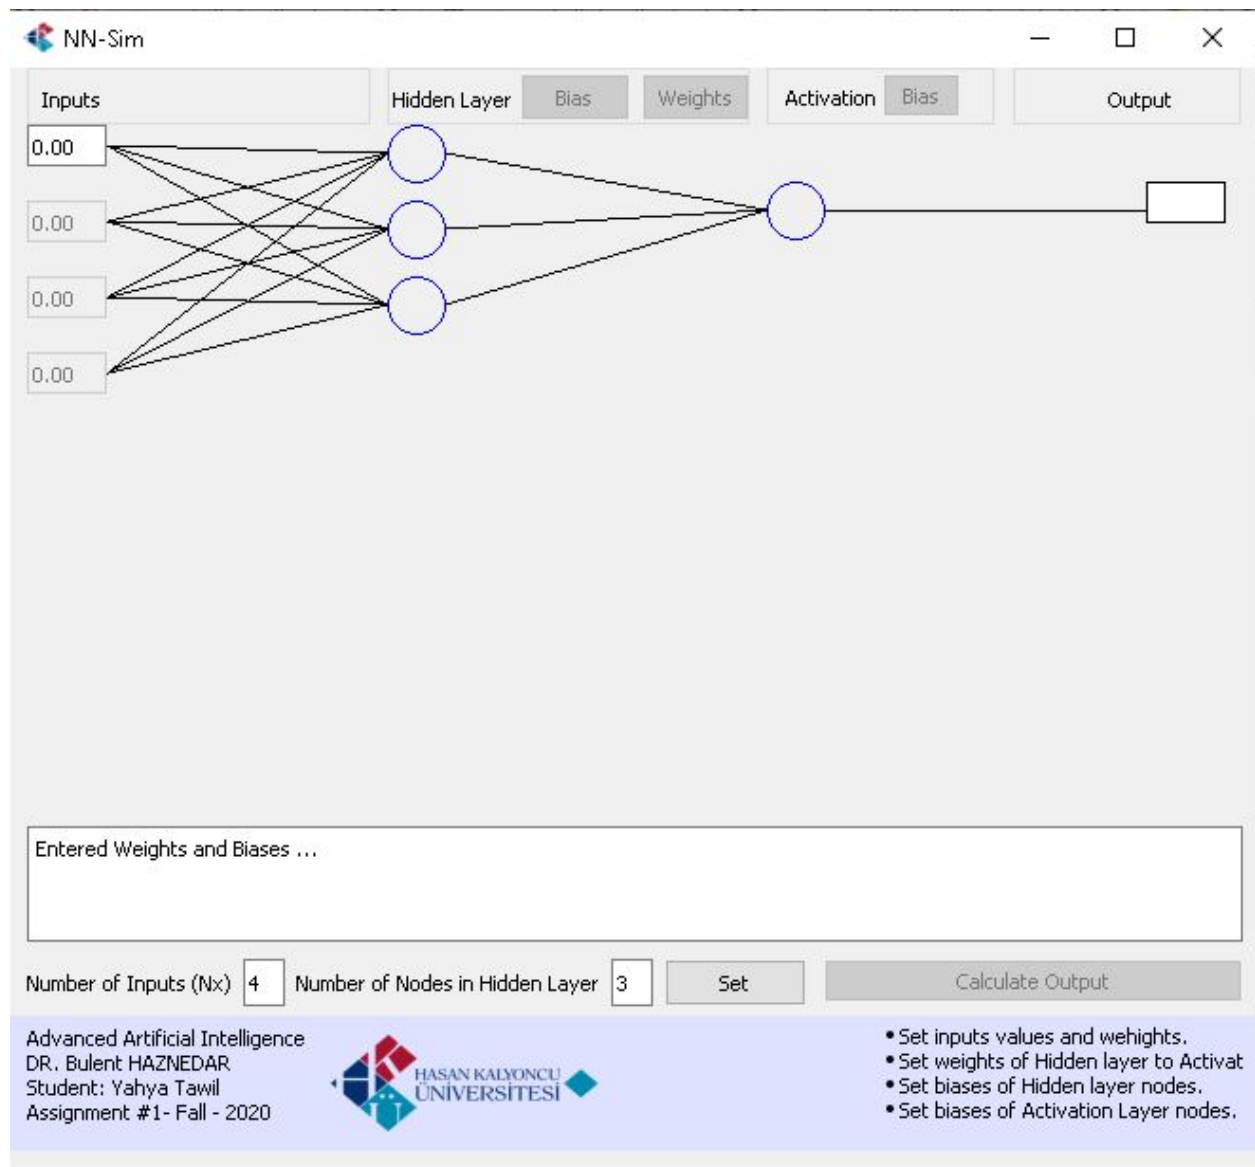 NN-Sim
Inputs
Hidden Layer
Bias
Weights
Activation
Bias
Output
0.00
0.00
0.00
0.00
Entered Weights and Biases ...
Number of Inputs (Nx) 4 Number of Nodes in Hidden Layer 3 Set Calculate Output
Advanced Artificial Intelligence
DR. Bulent HAZNEDAR
Student: Yahya Tawil
Assignment #1- Fall - 2020
HASAN KALYONCU
ÜNİVERSİTESİ
•Set inputs values and wehights.
•Set weights of Hidden layer to Activat
•Set biases of Hidden layer nodes.
•Set biases of Activation Layer nodes.